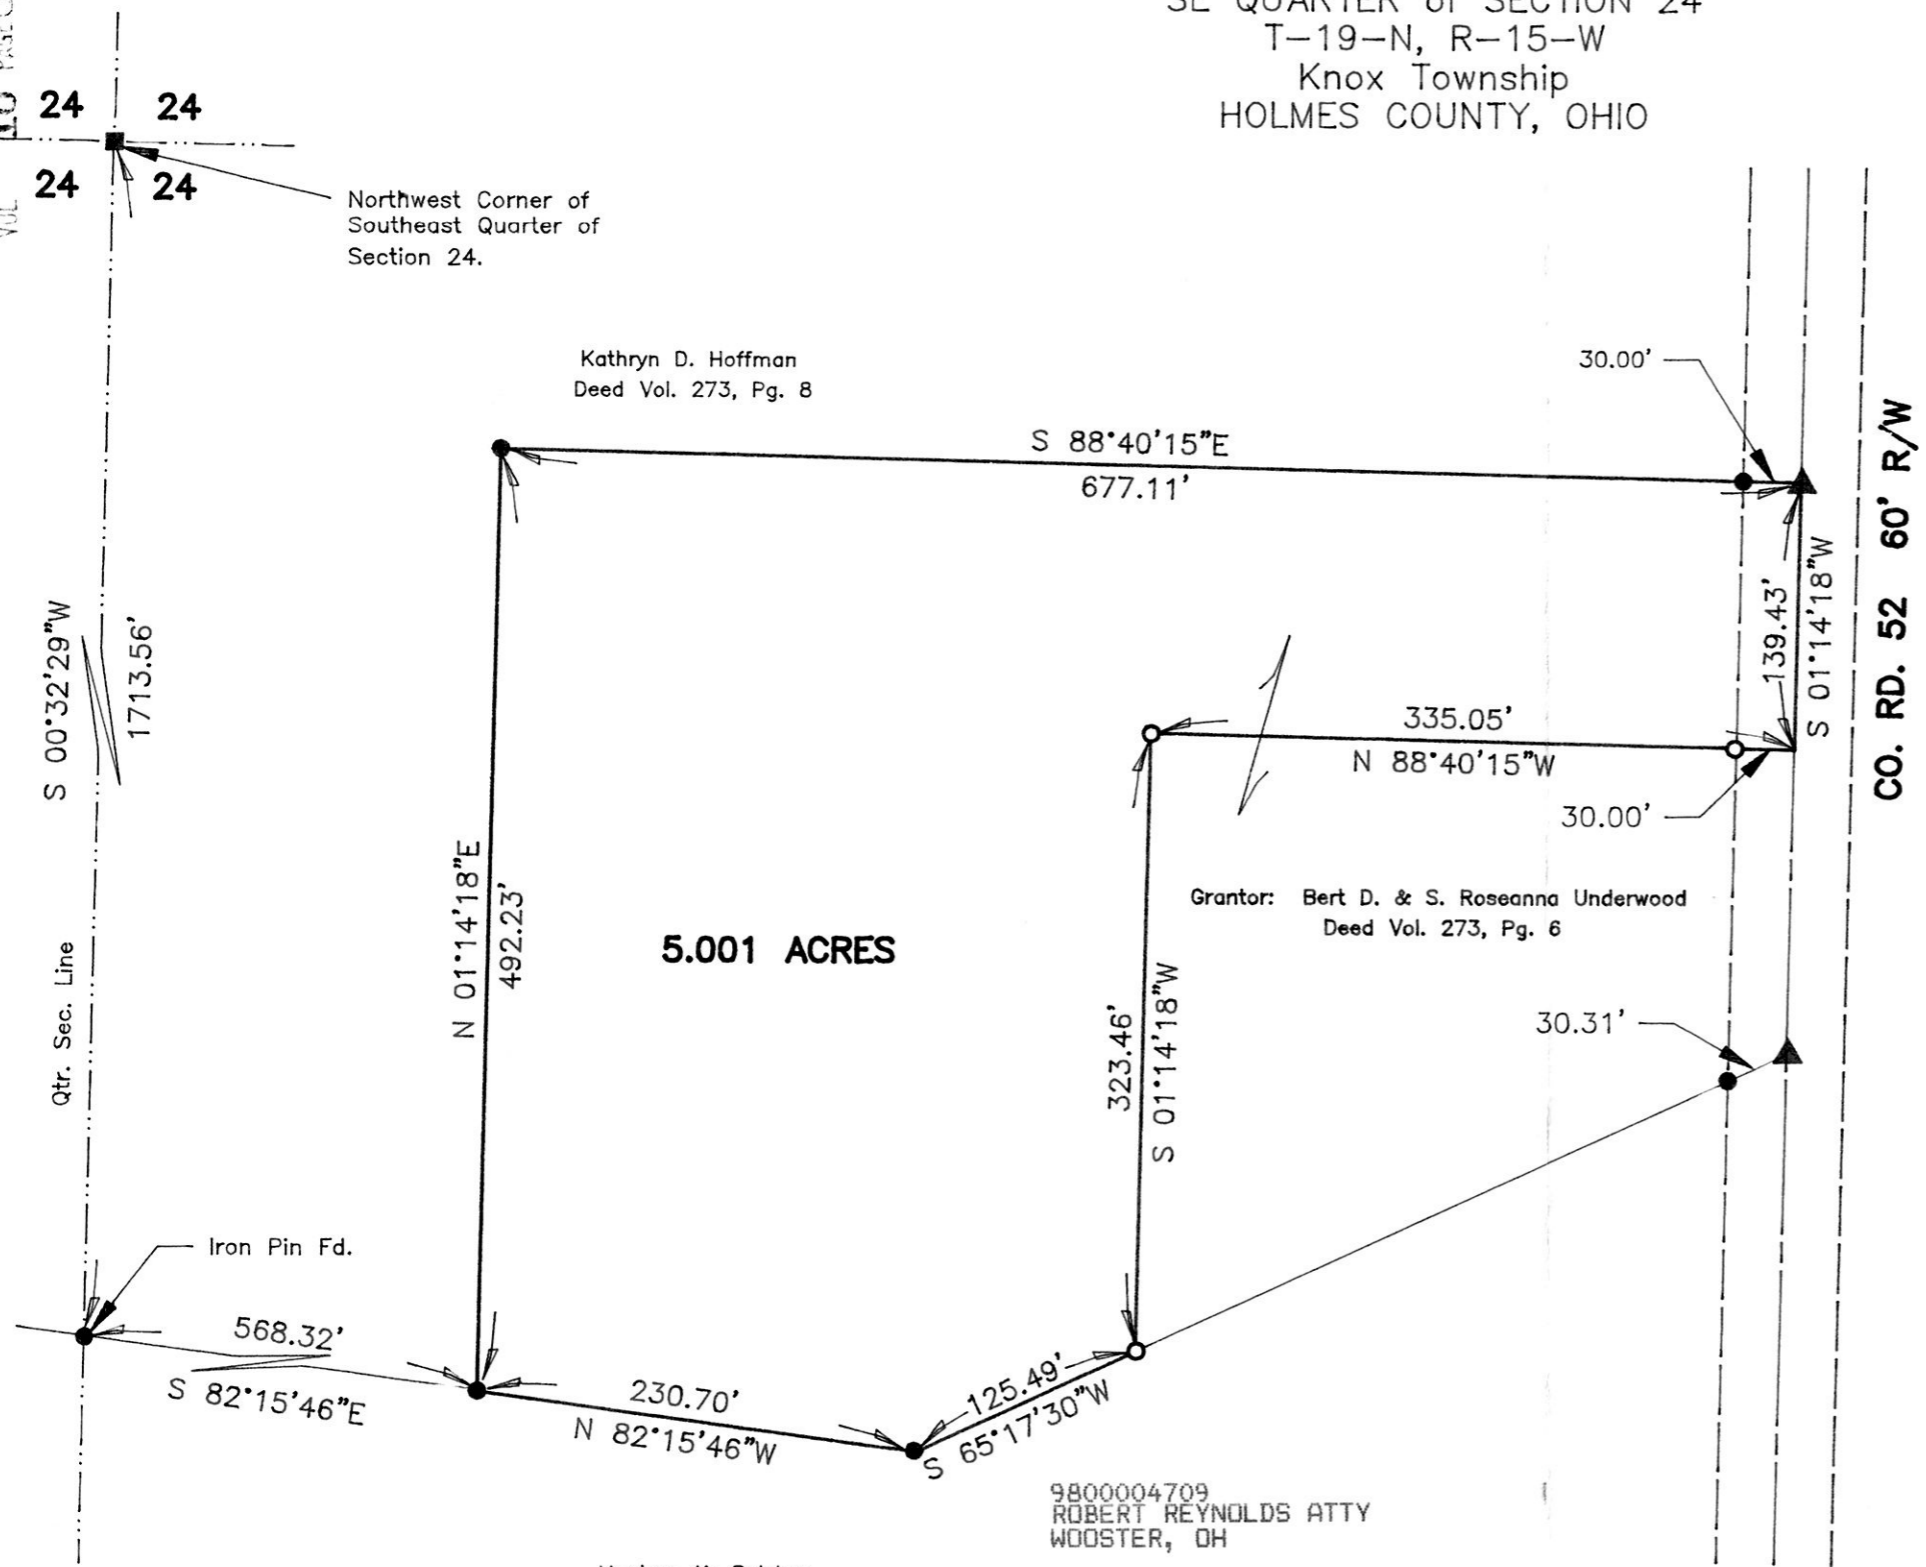 SE QUARTER of SECTION 24
T-19-N, R-15-W
Knox Township
HOLMES COUNTY, OHIO
24 24
24 24
VOL
PAGE
Northwest Corner of
Southeast Quarter of
Section 24.
Kathryn D. Hoffman
Deed Vol. 273, Pg. 8
30.00'
S 88°40'15"E
677.11'
CO. RD. 52 60' R/W
139.43'
S 01°14'18"W
S 00°32'29"W
1713.56'
335.05'
N 88°40'15"W
30.00'
N 01°14'18"E
492.23'
5.001 ACRES
Grantor: Bert D. & S. Roseanna Underwood
Deed Vol. 273, Pg. 6
Qtr. Sec. Line
323.46'
S 01°14'18"W
30.31'
Iron Pin Fd.
568.32'
S 82°15'46"E
230.70'
N 82°15'46"W
125.49'
S 65°17'30"W
9800004709
ROBERT REYNOLDS ATTY
WOOSTER, OH